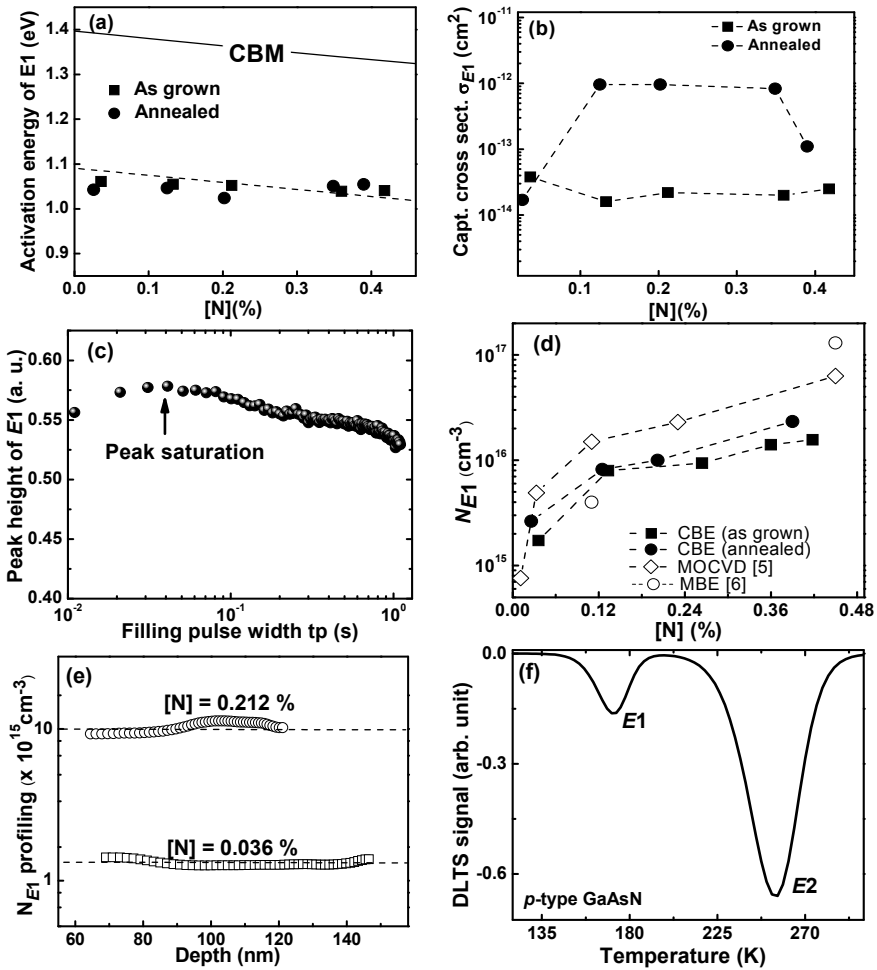 (a)
Activation energy of E1 (eV)
1.4
1.3
1.2
1.1
1.0
0.9
CBM
As grown
Annealed
0.0 0.1 0.2 0.3 0.4
[N](%)
(b)
Capt. cross sect. σE1 (cm²)
10⁻¹¹
10⁻¹²
10⁻¹³
10⁻¹⁴
As grown
Annealed
0.1 0.2 0.3 0.4
[N](%)
(c)
Peak height of E1 (a. u.)
0.60
0.55
0.50
0.45
0.40
Peak saturation
10⁻² 10⁻¹ 10⁰
Filling pulse width tp (s)
(d)
NE1 (cm⁻³)
10¹⁷
10¹⁶
10¹⁵
CBE (as grown)
CBE (annealed)
MOCVD [5]
MBE [6]
0.00 0.12 0.24 0.36 0.48
[N] (%)
(e)
NE1 profiling (x 10¹⁵cm⁻³)
10
1
[N] = 0.212 %
[N] = 0.036 %
60 80 100 120 140
Depth (nm)
(f)
DLTS signal (arb. unit)
0.0
-0.3
-0.6
E1
E2
p-type GaAsN
135 180 225 270
Temperature (K)